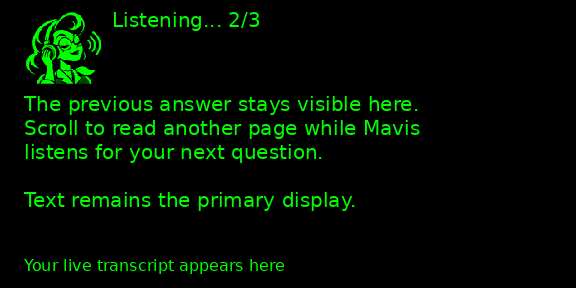 Listening... 2/3
The previous answer stays visible here.
Scroll to read another page while Mavis
listens for your next question.
Text remains the primary display.
Your live transcript appears here